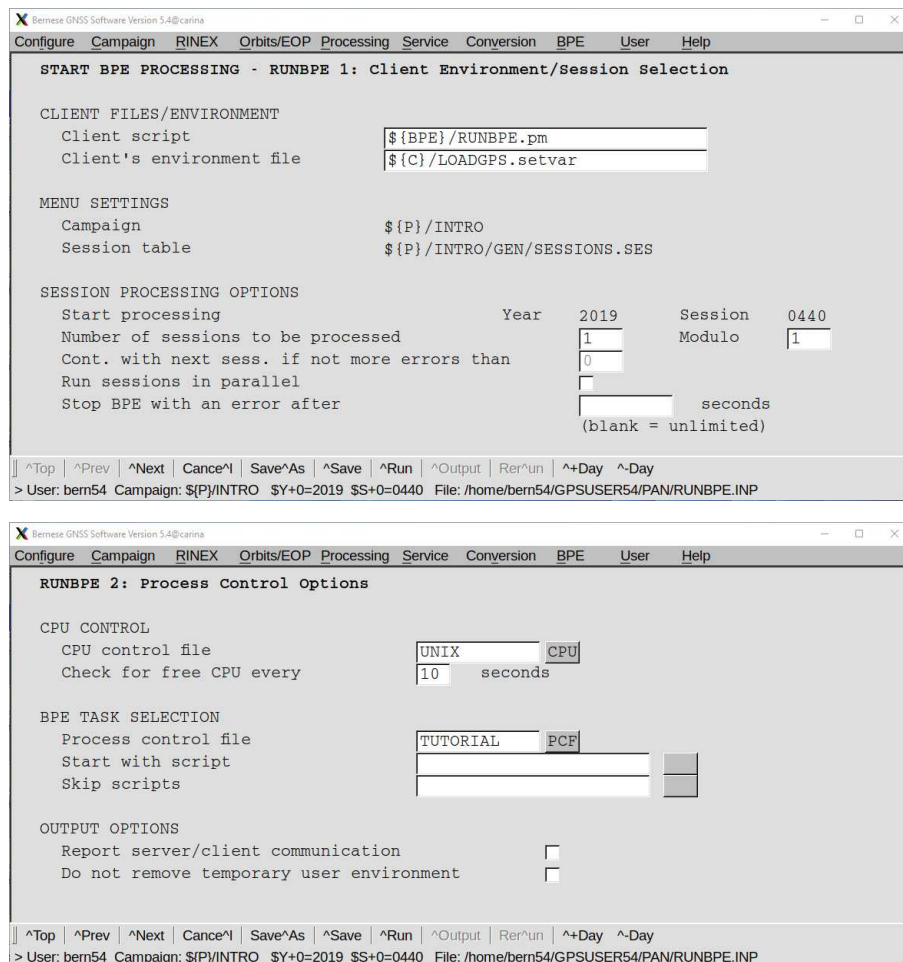 Bernese GNSS Software Version 5.4@carina
Configure Campaign RINEX Orbits/EOP Processing Service Conversion BPE User Help
START BPE PROCESSING - RUNBPE 1: Client Environment/Session Selection
CLIENT FILES/ENVIRONMENT
Client script ${BPE}/RUNBPE.pm
Client's environment file ${C}/LOADGPS.setvar
MENU SETTINGS
Campaign ${P}/INTRO
Session table ${P}/INTRO/GEN/SESSIONS.SES
SESSION PROCESSING OPTIONS
Start processing Year 2019 Session 0440
Number of sessions to be processed 1 Modulo 1
Cont. with next sess. if not more errors than 0
Run sessions in parallel
Stop BPE with an error after seconds
(blank = unlimited)
^Top | ^Prev | ^Next | Cance^l | Save^As | ^Save | ^Run | ^Output | Rer^un | ^+Day ^-Day
> User: bern54 Campaign: ${P}/INTRO $Y+0=2019 $S+0=0440 File: /home/bern54/GPSUSER54/PAN/RUNBPE.INP
Bernese GNSS Software Version 5.4@carina
Configure Campaign RINEX Orbits/EOP Processing Service Conversion BPE User Help
RUNBPE 2: Process Control Options
CPU CONTROL
CPU control file UNIX CPU
Check for free CPU every 10 seconds
BPE TASK SELECTION
Process control file TUTORIAL PCF
Start with script
Skip scripts
OUTPUT OPTIONS
Report server/client communication
Do not remove temporary user environment
^Top | ^Prev | ^Next | Cance^l | Save^As | ^Save | ^Run | ^Output | Rer^un | ^+Day ^-Day
> User: bern54 Campaign: ${P}/INTRO $Y+0=2019 $S+0=0440 File: /home/bern54/GPSUSER54/PAN/RUNBPE.INP